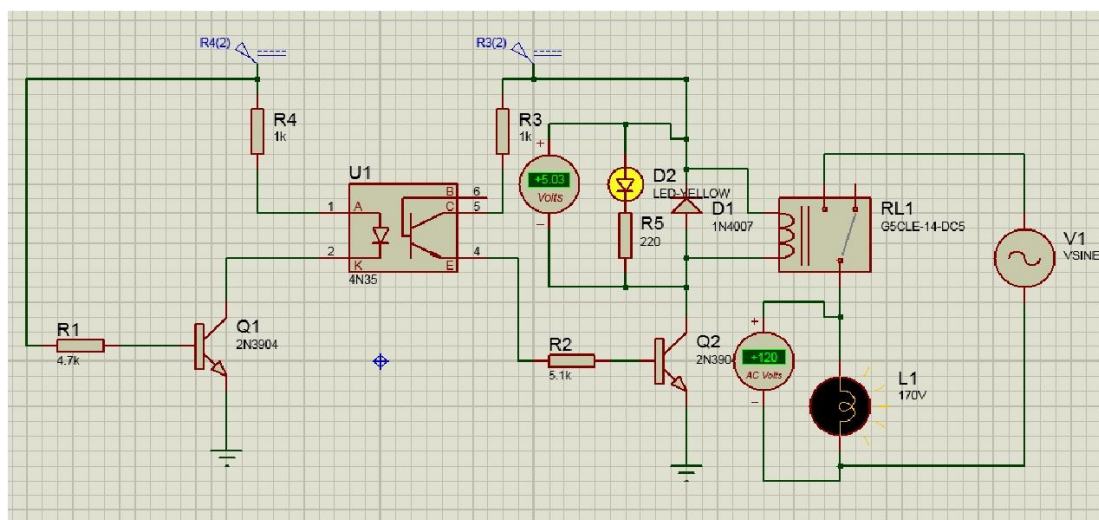 R4(2)
R3(2)
R4
1k
R3
1k
U1
B
6
C
5
1
A
2
K
E
4
4N35
+
+5.03
Volts
−
D2
LED-YELLOW
R5
220
D1
1N4007
RL1
G5CLE-14-DC5
V1
VSINE
R1
4.7k
Q1
2N3904
R2
5.1k
Q2
2N390
+
+120
AC Volts
−
L1
170V